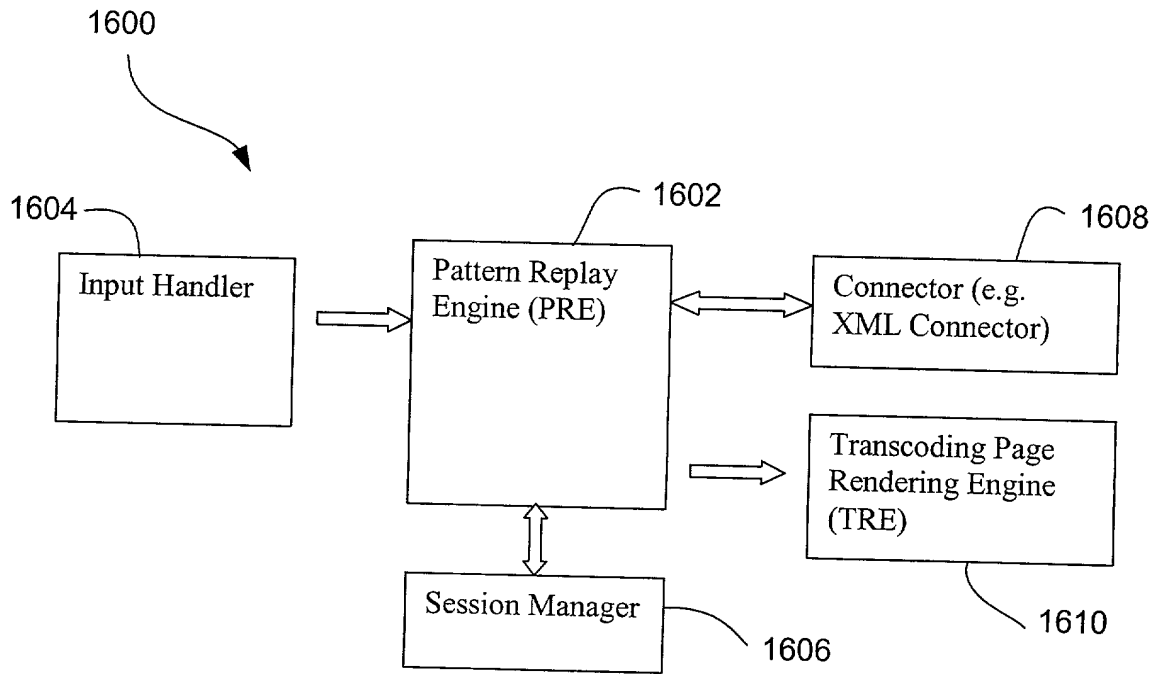 1600
1604
Input Handler
1602
Pattern Replay
Engine (PRE)
1608
Connector (e.g.
XML Connector)
Transcoding Page
Rendering Engine
(TRE)
1610
Session Manager
1606